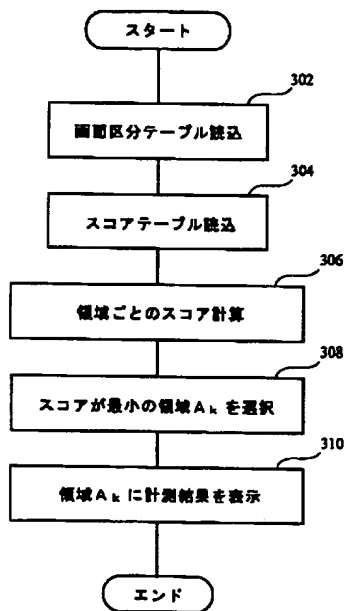 スタート
302
画面区分テーブル読込
304
スコアテーブル読込
306
領域ごとのスコア計算
308
スコアが最小の領域Aₖを選択
310
領域Aₖに計測結果を表示
エンド